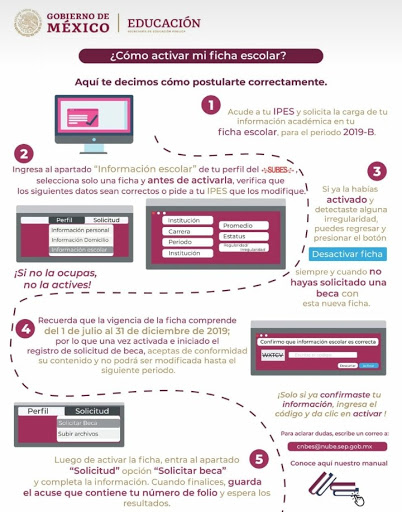 GOBIERNO DE
MÉXICO
EDUCACIÓN
SECRETARÍA DE EDUCACIÓN PÚBLICA
¿Cómo activar mi ficha escolar?
Aquí te decimos cómo postularte correctamente.
1
Acude a tu IPES y solicita la carga de tu
información académica en tu
ficha escolar, para el periodo 2019-B.
2
Ingresa al apartado "Información escolar" de tu perfil del SUBES
selecciona solo una ficha y antes de activarla, verifica que
los siguientes datos sean correctos o pide a tu IPES que los modifique.
Perfil Solicitud
Información personal
Información Domicilio
Información escolar
Institución
Carrera
Periodo
Institución
Promedio
Estatus
Regularidad/
Irregularidad
¡Si no la ocupas,
no la actives!
3
Si ya la habías
activado y
detectaste alguna
irregularidad,
puedes regresar y
presionar el botón
Desactivar ficha
siempre y cuando no
hayas solicitado una
beca con
esta nueva ficha.
4
Recuerda que la vigencia de la ficha comprende
del 1 de julio al 31 de diciembre de 2019;
por lo que una vez activada e iniciado el
registro de solicitud de beca, aceptas de conformidad
su contenido y no podrá ser modificada hasta el
siguiente periodo.
Confirmo que información escolar es correcta
WXTCV
¡Solo si ya confirmaste tu
información, ingresa el
código y da clic en activar !
Perfil Solicitud
Solicitar Beca
Subir archivos
5
Luego de activar la ficha, entra al apartado
"Solicitud" opción "Solicitar beca"
y completa la información. Cuando finalices, guarda
el acuse que contiene tu número de folio y espera los
resultados.
Para aclarar dudas, escribe un correo a:
cnbes@nube.sep.gob.mx
Conoce aquí nuestro manual